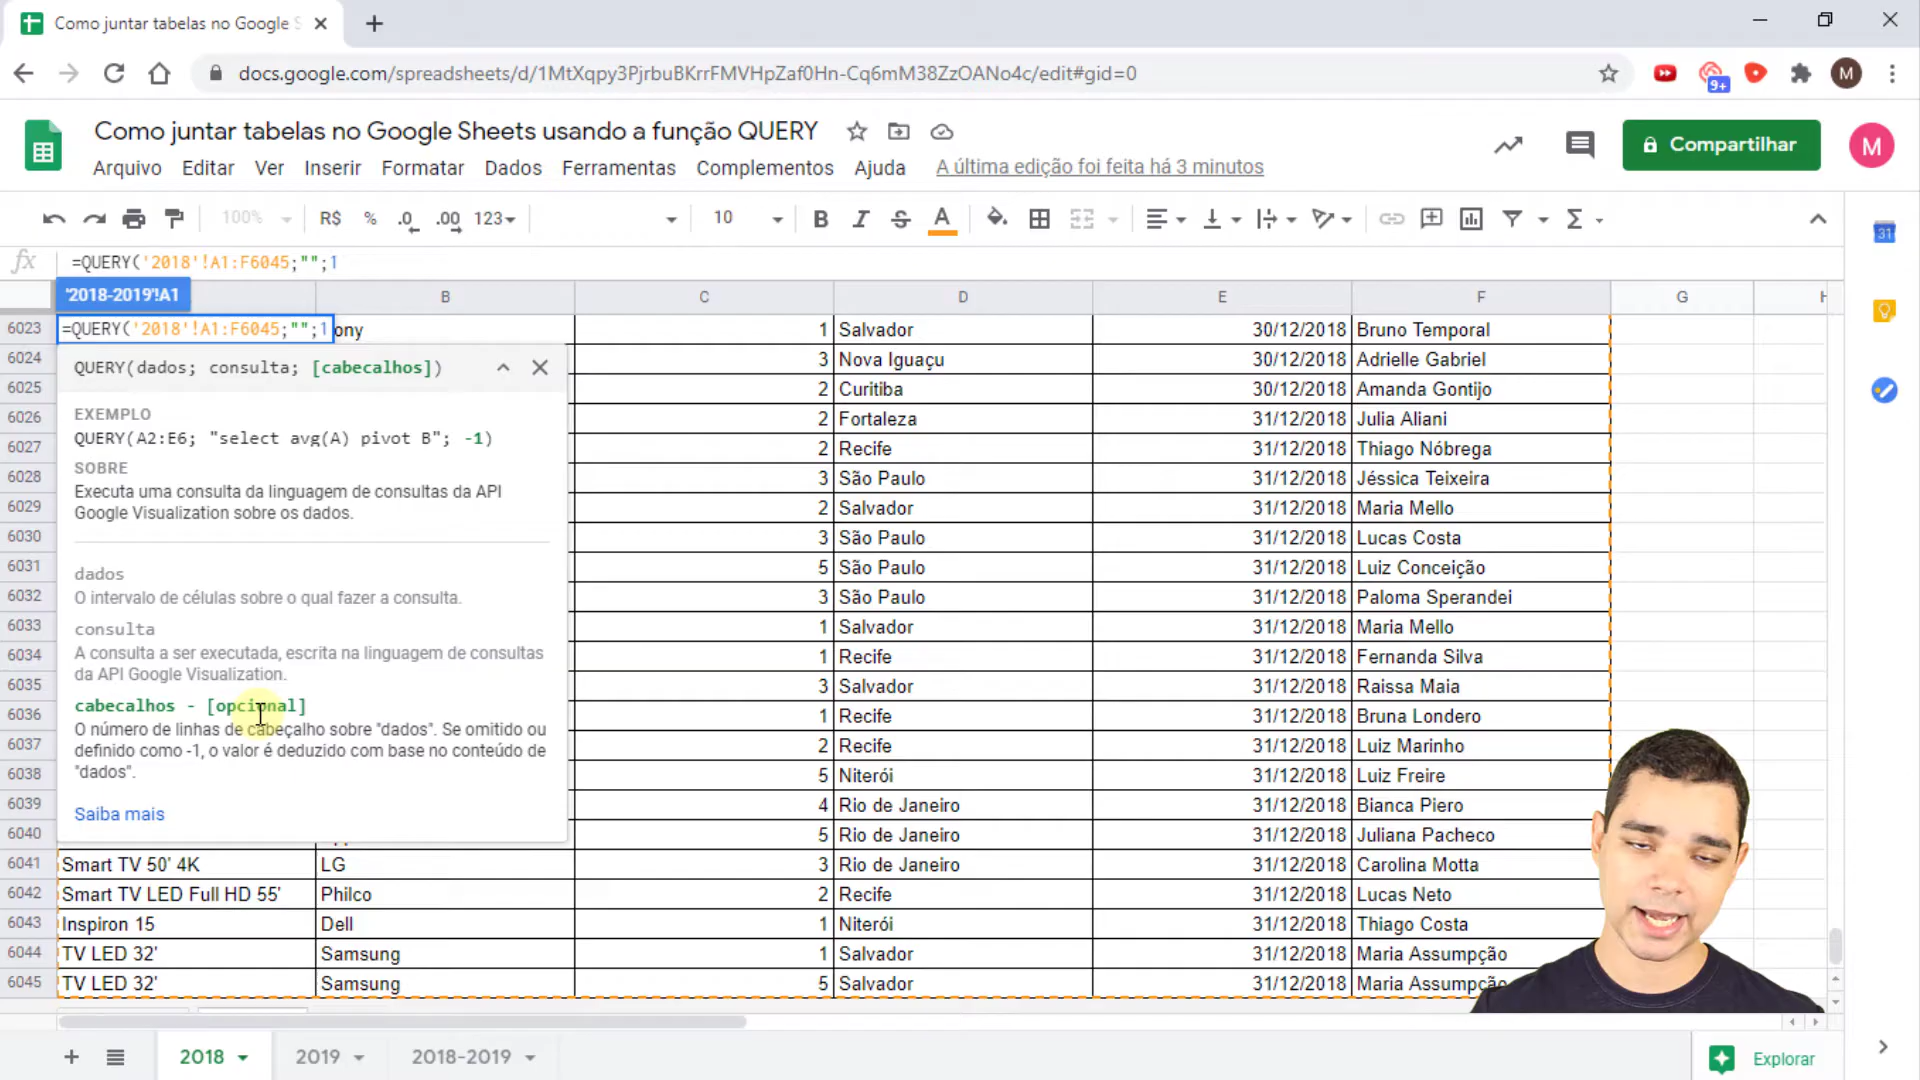 Como juntar tabelas no Google S
docs.google.com/spreadsheets/d/1MtXqpy3PjrbuBKrrFMVHpZaf0Hn-Cq6mM38ZzOANo4c/edit#gid=0
9+
M
Como juntar tabelas no Google Sheets usando a função QUERY
Arquivo Editar Ver Inserir Formatar Dados Ferramentas Complementos Ajuda A última edição foi feita há 3 minutos
Compartilhar
M
100% R$ % .0 .00 123 10 B I S A Σ
31
fx =QUERY('2018'!A1:F6045;"";1
'2018-2019'!A1
B C D E F G H
6023 =QUERY('2018'!A1:F6045;"";1 ony 1 Salvador 30/12/2018 Bruno Temporal
6024 3 Nova Iguaçu 30/12/2018 Adrielle Gabriel
6025 2 Curitiba 30/12/2018 Amanda Gontijo
6026 2 Fortaleza 31/12/2018 Julia Aliani
6027 2 Recife 31/12/2018 Thiago Nóbrega
6028 3 São Paulo 31/12/2018 Jéssica Teixeira
6029 2 Salvador 31/12/2018 Maria Mello
6030 3 São Paulo 31/12/2018 Lucas Costa
6031 5 São Paulo 31/12/2018 Luiz Conceição
6032 3 São Paulo 31/12/2018 Paloma Sperandei
6033 1 Salvador 31/12/2018 Maria Mello
6034 1 Recife 31/12/2018 Fernanda Silva
6035 3 Salvador 31/12/2018 Raissa Maia
6036 1 Recife 31/12/2018 Bruna Londero
6037 2 Recife 31/12/2018 Luiz Marinho
6038 5 Niterói 31/12/2018 Luiz Freire
6039 4 Rio de Janeiro 31/12/2018 Bianca Piero
6040 5 Rio de Janeiro 31/12/2018 Juliana Pacheco
6041 Smart TV 50' 4K LG 3 Rio de Janeiro 31/12/2018 Carolina Motta
6042 Smart TV LED Full HD 55' Philco 2 Recife 31/12/2018 Lucas Neto
6043 Inspiron 15 Dell 1 Niterói 31/12/2018 Thiago Costa
6044 TV LED 32' Samsung 1 Salvador 31/12/2018 Maria Assumpção
6045 TV LED 32' Samsung 5 Salvador 31/12/2018 Maria Assumpção
QUERY(dados; consulta; [cabecalhos])
EXEMPLO
QUERY(A2:E6; "select avg(A) pivot B"; -1)
SOBRE
Executa uma consulta da linguagem de consultas da API
Google Visualization sobre os dados.
dados
O intervalo de células sobre o qual fazer a consulta.
consulta
A consulta a ser executada, escrita na linguagem de consultas
da API Google Visualization.
cabecalhos - [opcional]
O número de linhas de cabeçalho sobre "dados". Se omitido ou
definido como -1, o valor é deduzido com base no conteúdo de
"dados".
Saiba mais
2018 2019 2018-2019
Explorar